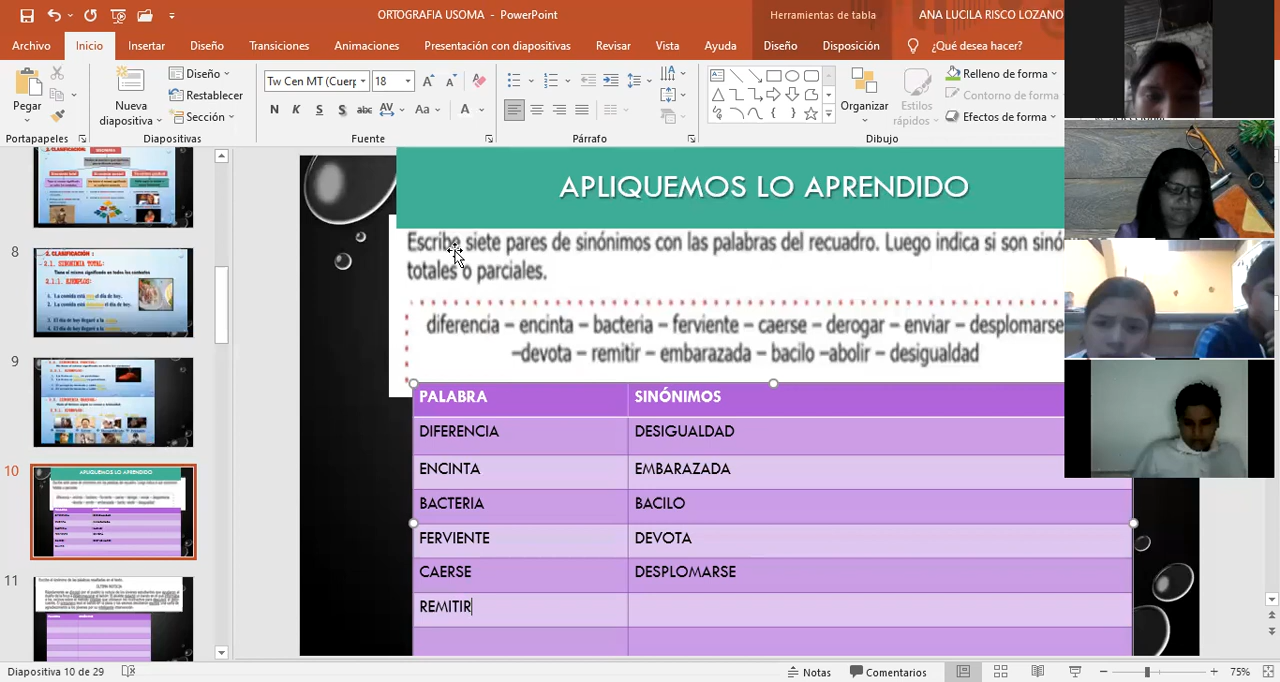 ORTOGRAFIA USOMA - PowerPoint
Herramientas de tabla
ANA LUCILA RISCO LOZANO
Archivo
Inicio
Insertar
Diseño
Transiciones
Animaciones
Presentación con diapositivas
Revisar
Vista
Ayuda
Diseño
Disposición
¿Qué desea hacer?
Pegar
Nueva diapositiva
Diseño
Restablecer
Sección
Tw Cen MT (Cuerp
18
N K S S abc AV Aa A
Organizar
Estilos rápidos
Relleno de forma
Contorno de forma
Efectos de forma
Portapapeles
Diapositivas
Fuente
Párrafo
Dibujo
8
9
10
11
APLIQUEMOS LO APRENDIDO
Escribe siete pares de sinónimos con las palabras del recuadro. Luego indica si son sinó
totales o parciales.
diferencia – encinta – bacteria – ferviente – caerse – derogar – enviar – desplomarse
–devota – remitir – embarazada – bacilo –abolir – desigualdad
PALABRA SINÓNIMOS
DIFERENCIA DESIGUALDAD
ENCINTA EMBARAZADA
BACTERIA BACILO
FERVIENTE DEVOTA
CAERSE DESPLOMARSE
REMITIR
Diapositiva 10 de 29
Notas
Comentarios
75%